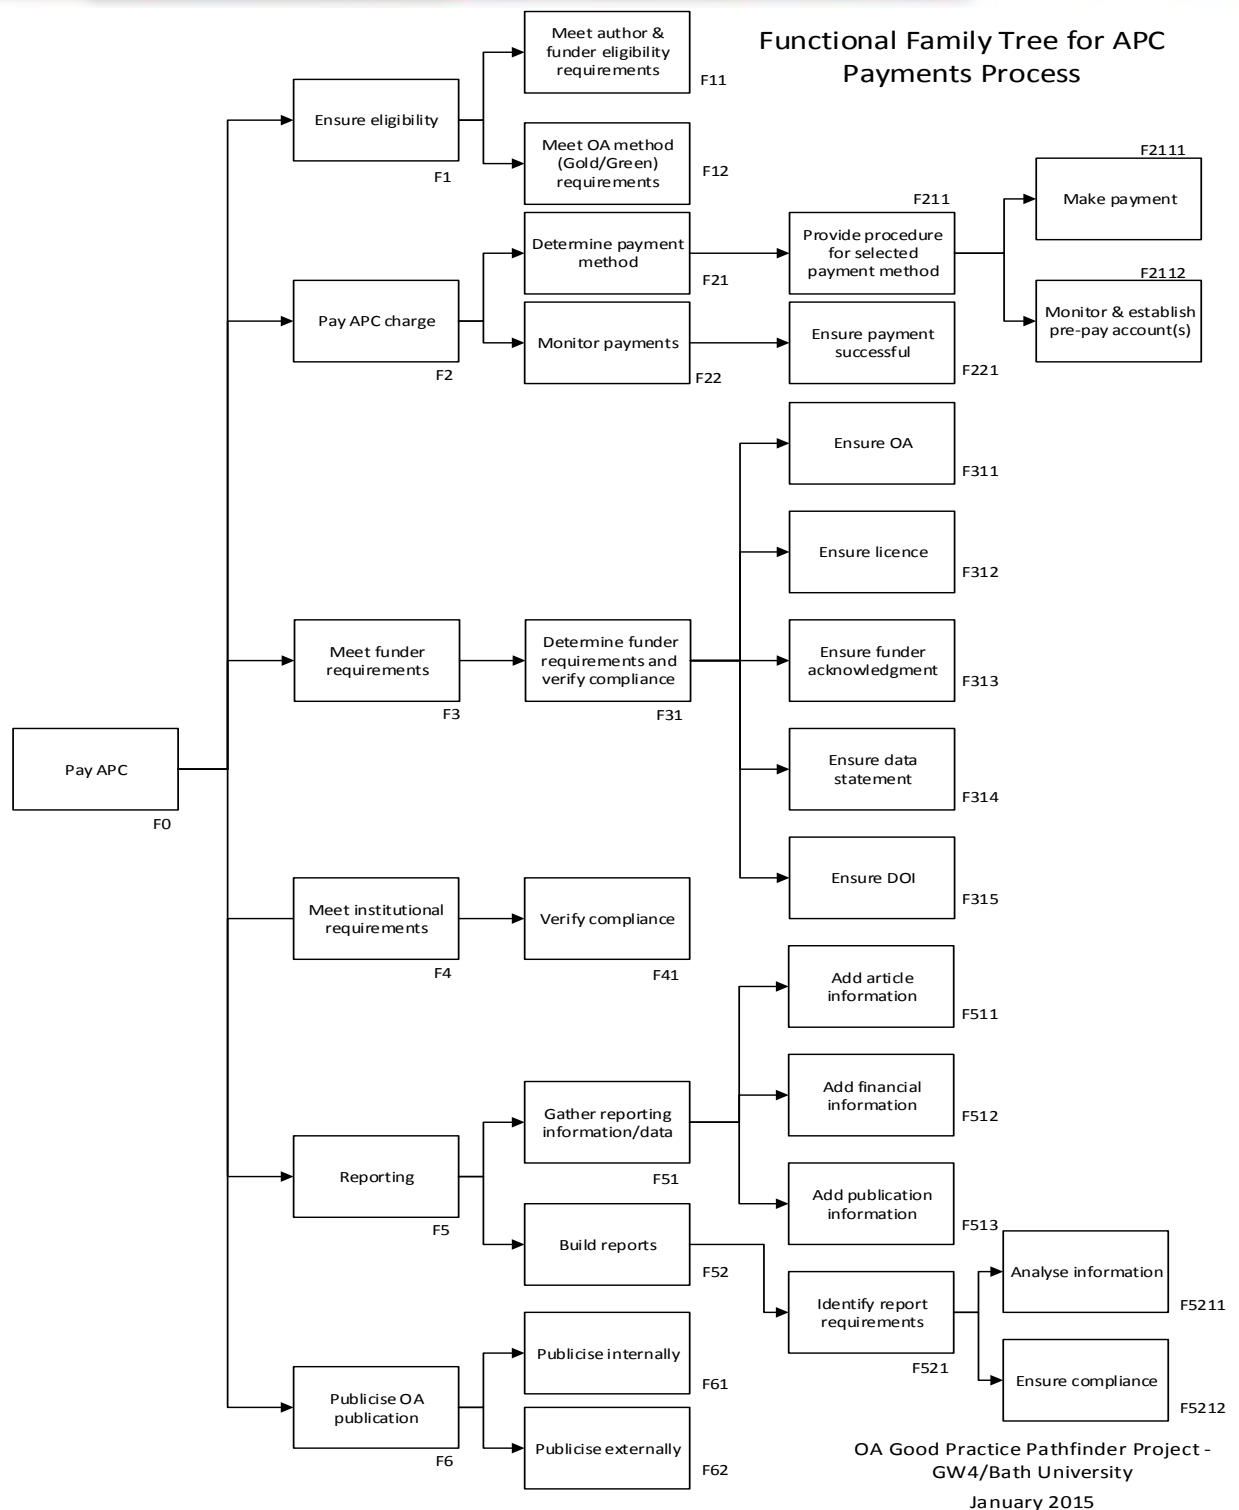 Functional Family Tree for APC
Payments Process
Meet author &
funder eligibility
requirements
F11
Ensure eligibility
F1
Meet OA method
(Gold/Green)
requirements
F12
Pay APC charge
F2
Determine payment
method
F21
Provide procedure
for selected
payment method
F211
Make payment
F2111
Monitor & establish
pre-pay account(s)
F2112
Monitor payments
F22
Ensure payment
successful
F221
Ensure OA
F311
Ensure licence
F312
Meet funder
requirements
F3
Determine funder
requirements and
verify compliance
F31
Ensure funder
acknowledgment
F313
Pay APC
F0
Ensure data
statement
F314
Ensure DOI
F315
Meet institutional
requirements
F4
Verify compliance
F41
Add article
information
F511
Reporting
F5
Gather reporting
information/data
F51
Add financial
information
F512
Add publication
information
F513
Build reports
F52
Identify report
requirements
F521
Analyse information
F5211
Ensure compliance
F5212
Publicise OA
publication
F6
Publicise internally
F61
Publicise externally
F62
OA Good Practice Pathfinder Project -
GW4/Bath University
January 2015